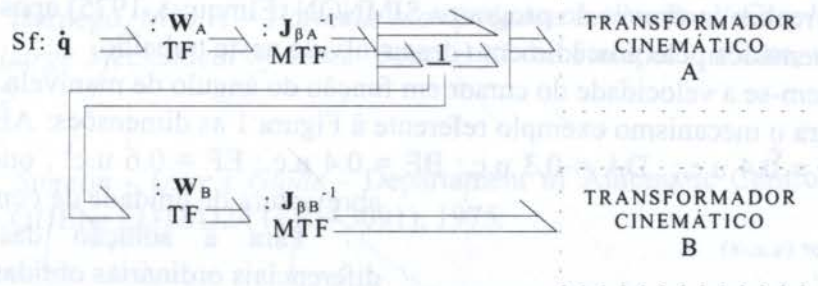 : W_A
: J_βA⁻¹
TRANSFORMADOR
Sf: q̇
TF
MTF
1
CINEMÁTICO
A
: W_B
: J_βB⁻¹
TRANSFORMADOR
TF
MTF
CINEMÁTICO
B